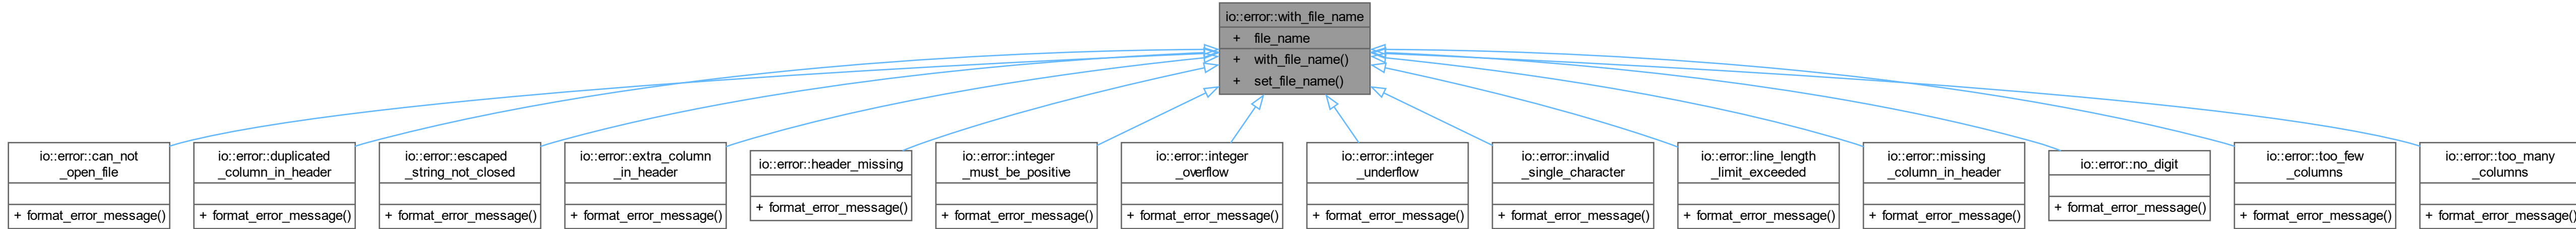 io::error::with_file_name
+ file_name
+ with_file_name()
+ set_file_name()
io::error::can_not
_open_file
+ format_error_message()
io::error::duplicated
_column_in_header
+ format_error_message()
io::error::escaped
_string_not_closed
+ format_error_message()
io::error::extra_column
_in_header
+ format_error_message()
io::error::header_missing
+ format_error_message()
io::error::integer
_must_be_positive
+ format_error_message()
io::error::integer
_overflow
+ format_error_message()
io::error::integer
_underflow
+ format_error_message()
io::error::invalid
_single_character
+ format_error_message()
io::error::line_length
_limit_exceeded
+ format_error_message()
io::error::missing
_column_in_header
+ format_error_message()
io::error::no_digit
+ format_error_message()
io::error::too_few
_columns
+ format_error_message()
io::error::too_many
_columns
+ format_error_message()